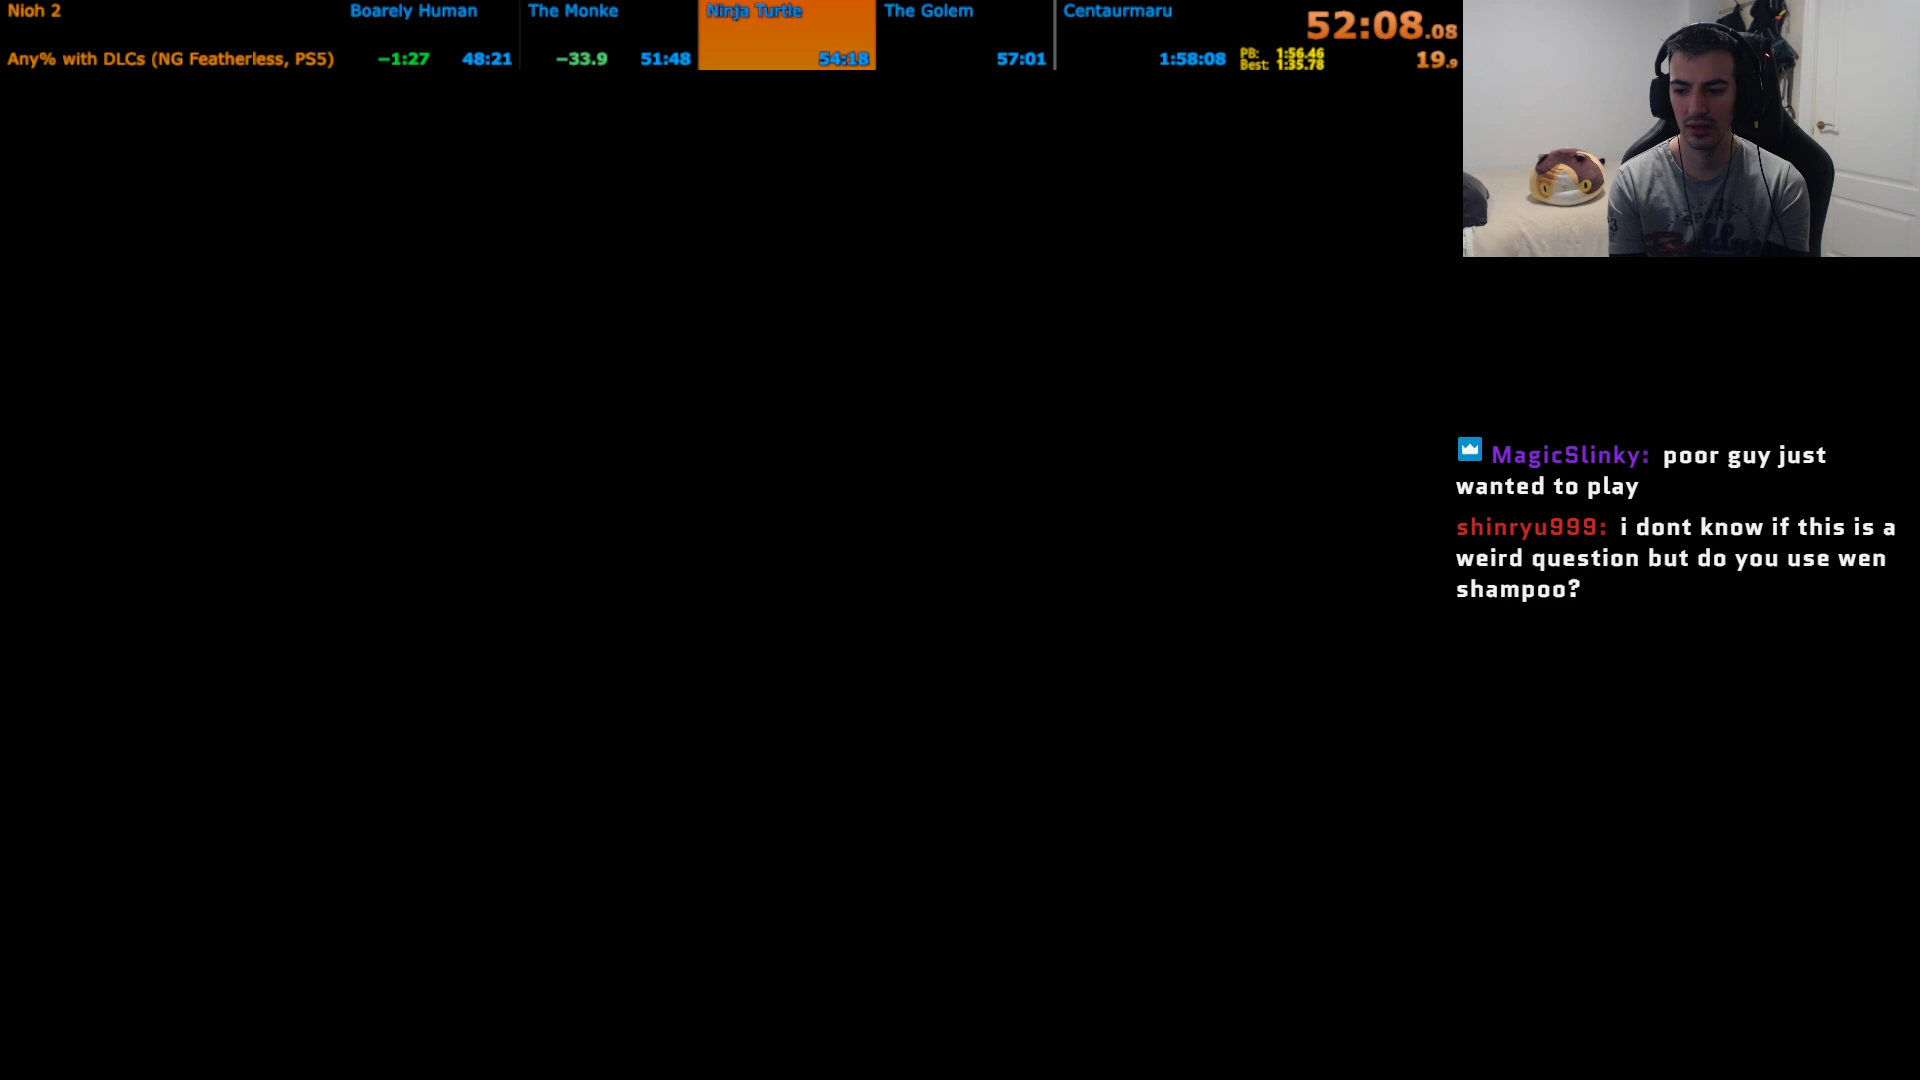 Nioh 2
Any% with DLCs (NG Featherless, PS5)
Boarely Human
−1:27 48:21
The Monke
−33.9 51:48
Ninja Turtle
54:18
The Golem
57:01
Centaurmaru
1:58:08
52:08.08
PB: 1:56.46
Best: 1:35.78
19.9
SPORT
MagicSlinky: poor guy just
wanted to play
shinryu999: i dont know if this is a
weird question but do you use wen
shampoo?